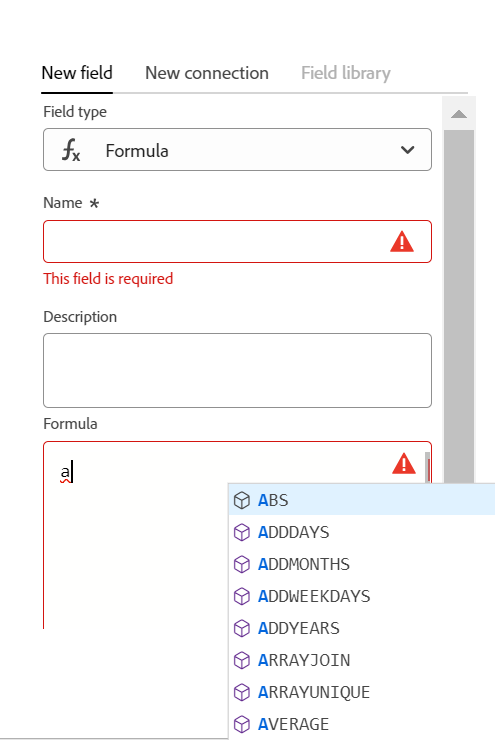 New field New connection Field library
Field type
fx Formula
Name *
This field is required
Description
Formula
a
ABS
ADDDAYS
ADDMONTHS
ADDWEEKDAYS
ADDYEARS
ARRAYJOIN
ARRAYUNIQUE
AVERAGE